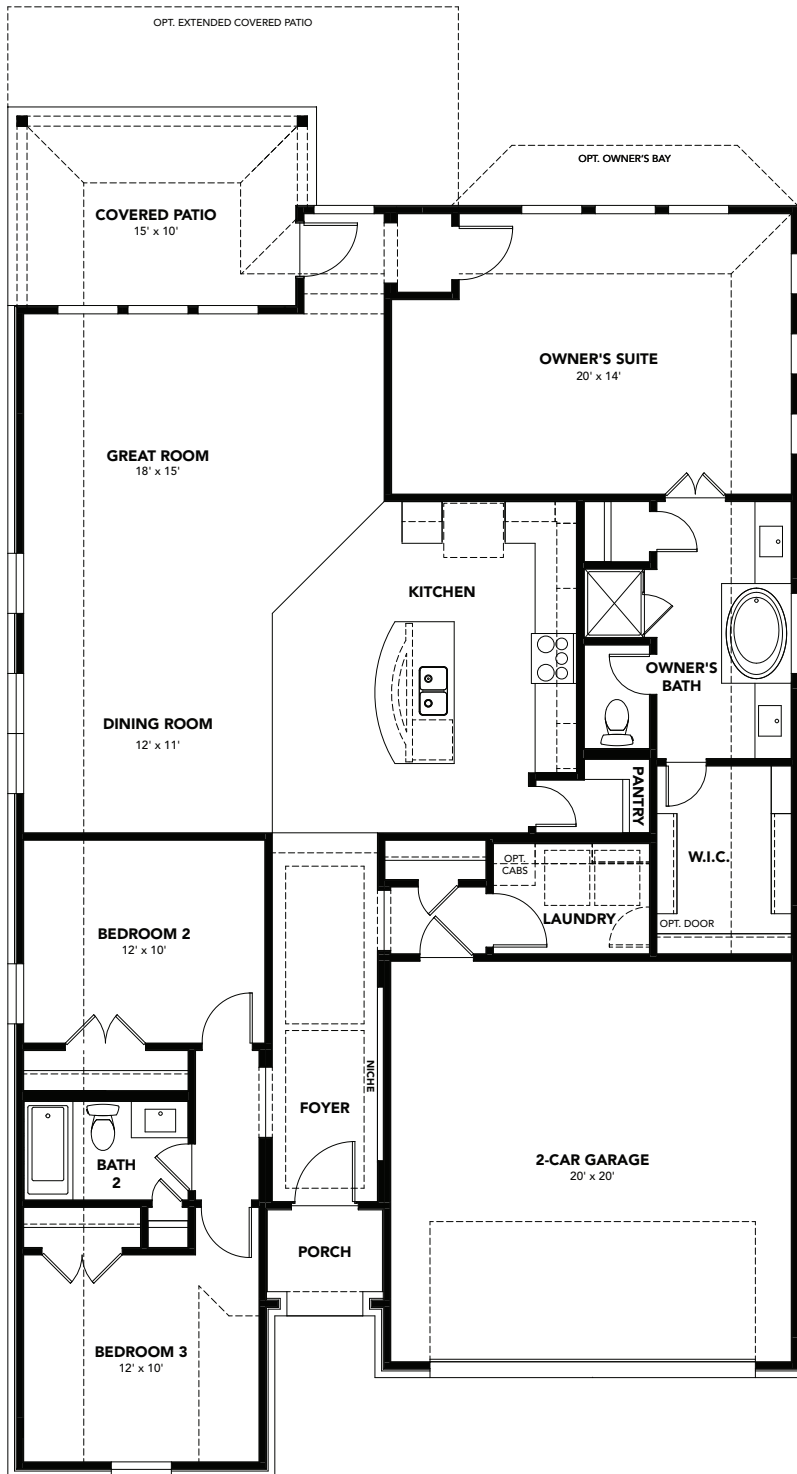 OPT. EXTENDED COVERED PATIO
OPT. OWNER'S BAY
COVERED PATIO
15' x 10'
OWNER'S SUITE
20' x 14'
GREAT ROOM
18' x 15'
KITCHEN
OWNER'S
BATH
DINING ROOM
12' x 11'
PANTRY
W.I.C.
OPT.
CABS
LAUNDRY
OPT. DOOR
BEDROOM 2
12' x 10'
NICHE
FOYER
BATH
2
2-CAR GARAGE
20' x 20'
PORCH
BEDROOM 3
12' x 10'